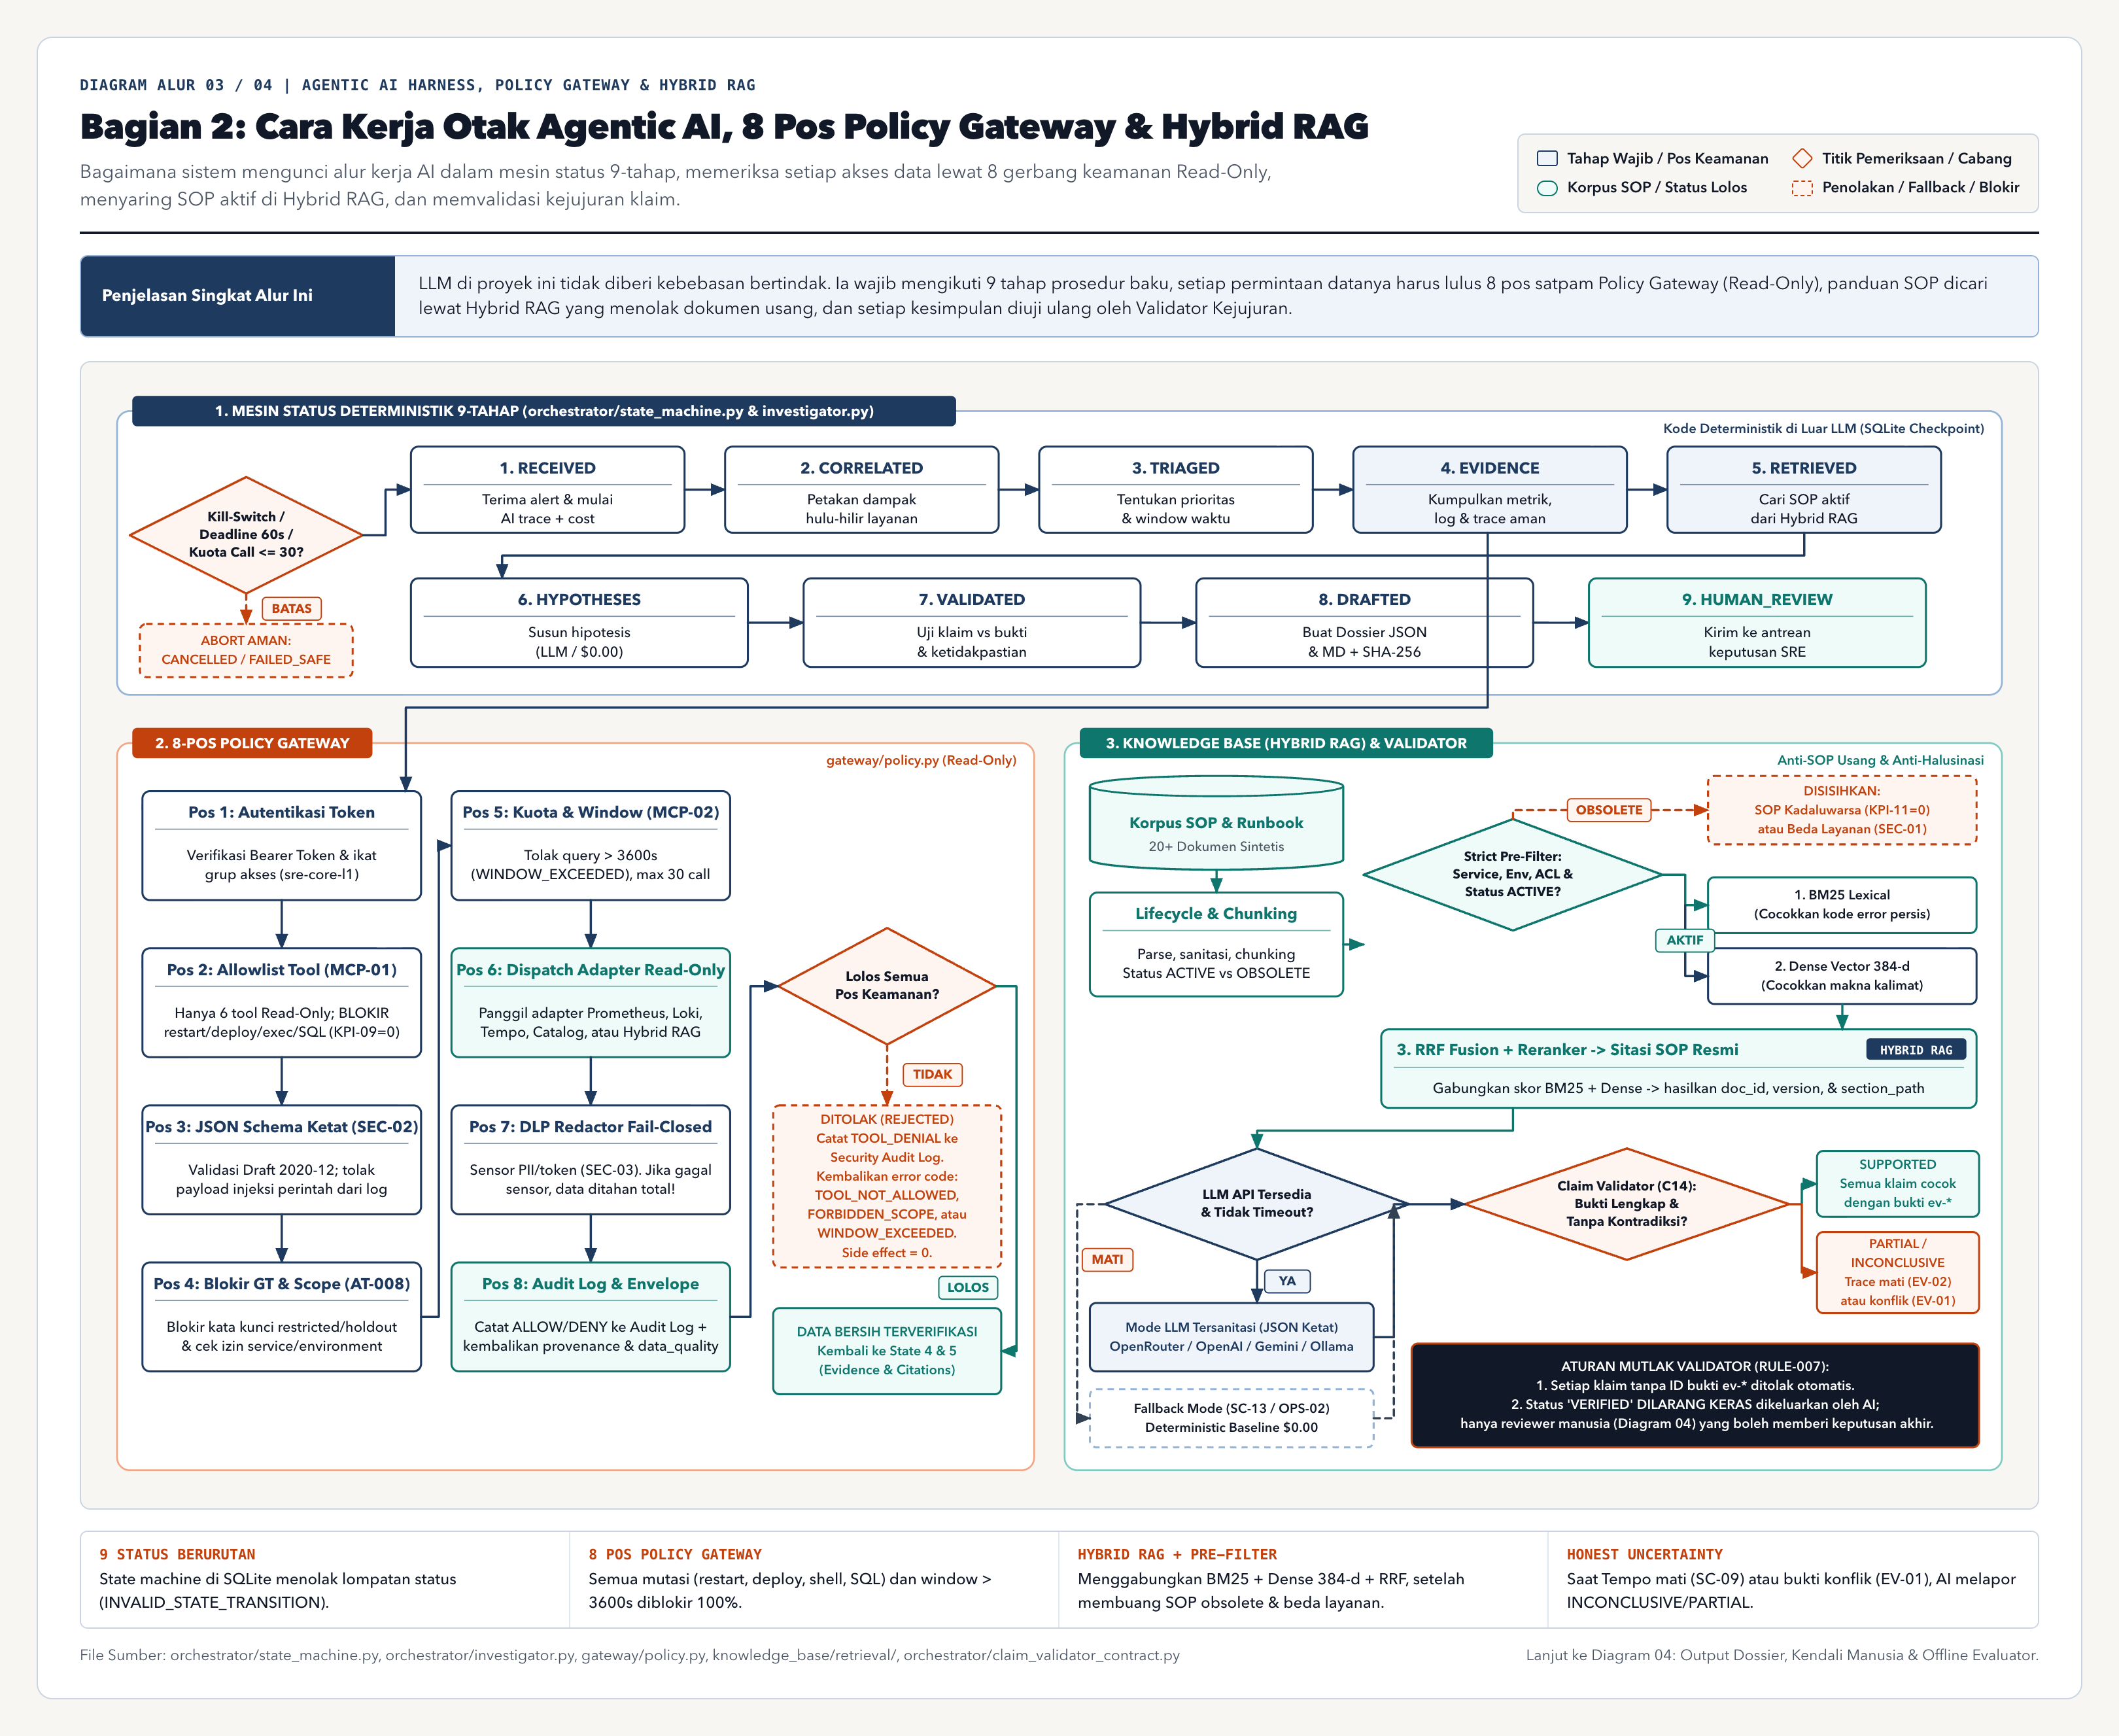 DIAGRAM ALUR 03 / 04 | AGENTIC AI HARNESS, POLICY GATEWAY & HYBRID RAG
Bagian 2: Cara Kerja Otak Agentic AI, 8 Pos Policy Gateway & Hybrid RAG
Bagaimana sistem mengunci alur kerja AI dalam mesin status 9-tahap, memeriksa setiap akses data lewat 8 gerbang keamanan Read-Only,
menyaring SOP aktif di Hybrid RAG, dan memvalidasi kejujuran klaim.
Tahap Wajib / Pos Keamanan
Titik Pemeriksaan / Cabang
Korpus SOP / Status Lolos
Penolakan / Fallback / Blokir
Penjelasan Singkat Alur Ini
LLM di proyek ini tidak diberi kebebasan bertindak. Ia wajib mengikuti 9 tahap prosedur baku, setiap permintaan datanya harus lulus 8 pos satpam Policy Gateway (Read-Only), panduan SOP dicari
lewat Hybrid RAG yang menolak dokumen usang, dan setiap kesimpulan diuji ulang oleh Validator Kejujuran.
1. MESIN STATUS DETERMINISTIK 9-TAHAP (orchestrator/state_machine.py & investigator.py)
Kode Deterministik di Luar LLM (SQLite Checkpoint)
Kill-Switch /
Deadline 60s /
Kuota Call <= 30?
BATAS
ABORT AMAN:
CANCELLED / FAILED_SAFE
1. RECEIVED
Terima alert & mulai
AI trace + cost
2. CORRELATED
Petakan dampak
hulu-hilir layanan
3. TRIAGED
Tentukan prioritas
& window waktu
4. EVIDENCE
Kumpulkan metrik,
log & trace aman
5. RETRIEVED
Cari SOP aktif
dari Hybrid RAG
6. HYPOTHESES
Susun hipotesis
(LLM / $0.00)
7. VALIDATED
Uji klaim vs bukti
& ketidakpastian
8. DRAFTED
Buat Dossier JSON
& MD + SHA-256
9. HUMAN_REVIEW
Kirim ke antrean
keputusan SRE
2. 8-POS POLICY GATEWAY
gateway/policy.py (Read-Only)
Pos 1: Autentikasi Token
Verifikasi Bearer Token & ikat
grup akses (sre-core-l1)
Pos 2: Allowlist Tool (MCP-01)
Hanya 6 tool Read-Only; BLOKIR
restart/deploy/exec/SQL (KPI-09=0)
Pos 3: JSON Schema Ketat (SEC-02)
Validasi Draft 2020-12; tolak
payload injeksi perintah dari log
Pos 4: Blokir GT & Scope (AT-008)
Blokir kata kunci restricted/holdout
& cek izin service/environment
Pos 5: Kuota & Window (MCP-02)
Tolak query > 3600s
(WINDOW_EXCEEDED), max 30 call
Pos 6: Dispatch Adapter Read-Only
Panggil adapter Prometheus, Loki,
Tempo, Catalog, atau Hybrid RAG
Pos 7: DLP Redactor Fail-Closed
Sensor PII/token (SEC-03). Jika gagal
sensor, data ditahan total!
Pos 8: Audit Log & Envelope
Catat ALLOW/DENY ke Audit Log +
kembalikan provenance & data_quality
Lolos Semua
Pos Keamanan?
TIDAK
DITOLAK (REJECTED)
Catat TOOL_DENIAL ke
Security Audit Log.
Kembalikan error code:
TOOL_NOT_ALLOWED,
FORBIDDEN_SCOPE, atau
WINDOW_EXCEEDED.
Side effect = 0.
LOLOS
DATA BERSIH TERVERIFIKASI
Kembali ke State 4 & 5
(Evidence & Citations)
3. KNOWLEDGE BASE (HYBRID RAG) & VALIDATOR
Anti-SOP Usang & Anti-Halusinasi
Korpus SOP & Runbook
20+ Dokumen Sintetis
Lifecycle & Chunking
Parse, sanitasi, chunking
Status ACTIVE vs OBSOLETE
Strict Pre-Filter:
Service, Env, ACL &
Status ACTIVE?
OBSOLETE
DISISIHKAN:
SOP Kadaluwarsa (KPI-11=0)
atau Beda Layanan (SEC-01)
AKTIF
1. BM25 Lexical
(Cocokkan kode error persis)
2. Dense Vector 384-d
(Cocokkan makna kalimat)
3. RRF Fusion + Reranker -> Sitasi SOP Resmi
HYBRID RAG
Gabungkan skor BM25 + Dense -> hasilkan doc_id, version, & section_path
LLM API Tersedia
& Tidak Timeout?
MATI
YA
Mode LLM Tersanitasi (JSON Ketat)
OpenRouter / OpenAI / Gemini / Ollama
Fallback Mode (SC-13 / OPS-02)
Deterministic Baseline $0.00
Claim Validator (C14):
Bukti Lengkap &
Tanpa Kontradiksi?
SUPPORTED
Semua klaim cocok
dengan bukti ev-*
PARTIAL /
INCONCLUSIVE
Trace mati (EV-02)
atau konflik (EV-01)
ATURAN MUTLAK VALIDATOR (RULE-007):
1. Setiap klaim tanpa ID bukti ev-* ditolak otomatis.
2. Status 'VERIFIED' DILARANG KERAS dikeluarkan oleh AI;
hanya reviewer manusia (Diagram 04) yang boleh memberi keputusan akhir.
9 STATUS BERURUTAN
State machine di SQLite menolak lompatan status
(INVALID_STATE_TRANSITION).
8 POS POLICY GATEWAY
Semua mutasi (restart, deploy, shell, SQL) dan window >
3600s diblokir 100%.
HYBRID RAG + PRE-FILTER
Menggabungkan BM25 + Dense 384-d + RRF, setelah
membuang SOP obsolete & beda layanan.
HONEST UNCERTAINTY
Saat Tempo mati (SC-09) atau bukti konflik (EV-01), AI melapor
INCONCLUSIVE/PARTIAL.
File Sumber: orchestrator/state_machine.py, orchestrator/investigator.py, gateway/policy.py, knowledge_base/retrieval/, orchestrator/claim_validator_contract.py
Lanjut ke Diagram 04: Output Dossier, Kendali Manusia & Offline Evaluator.